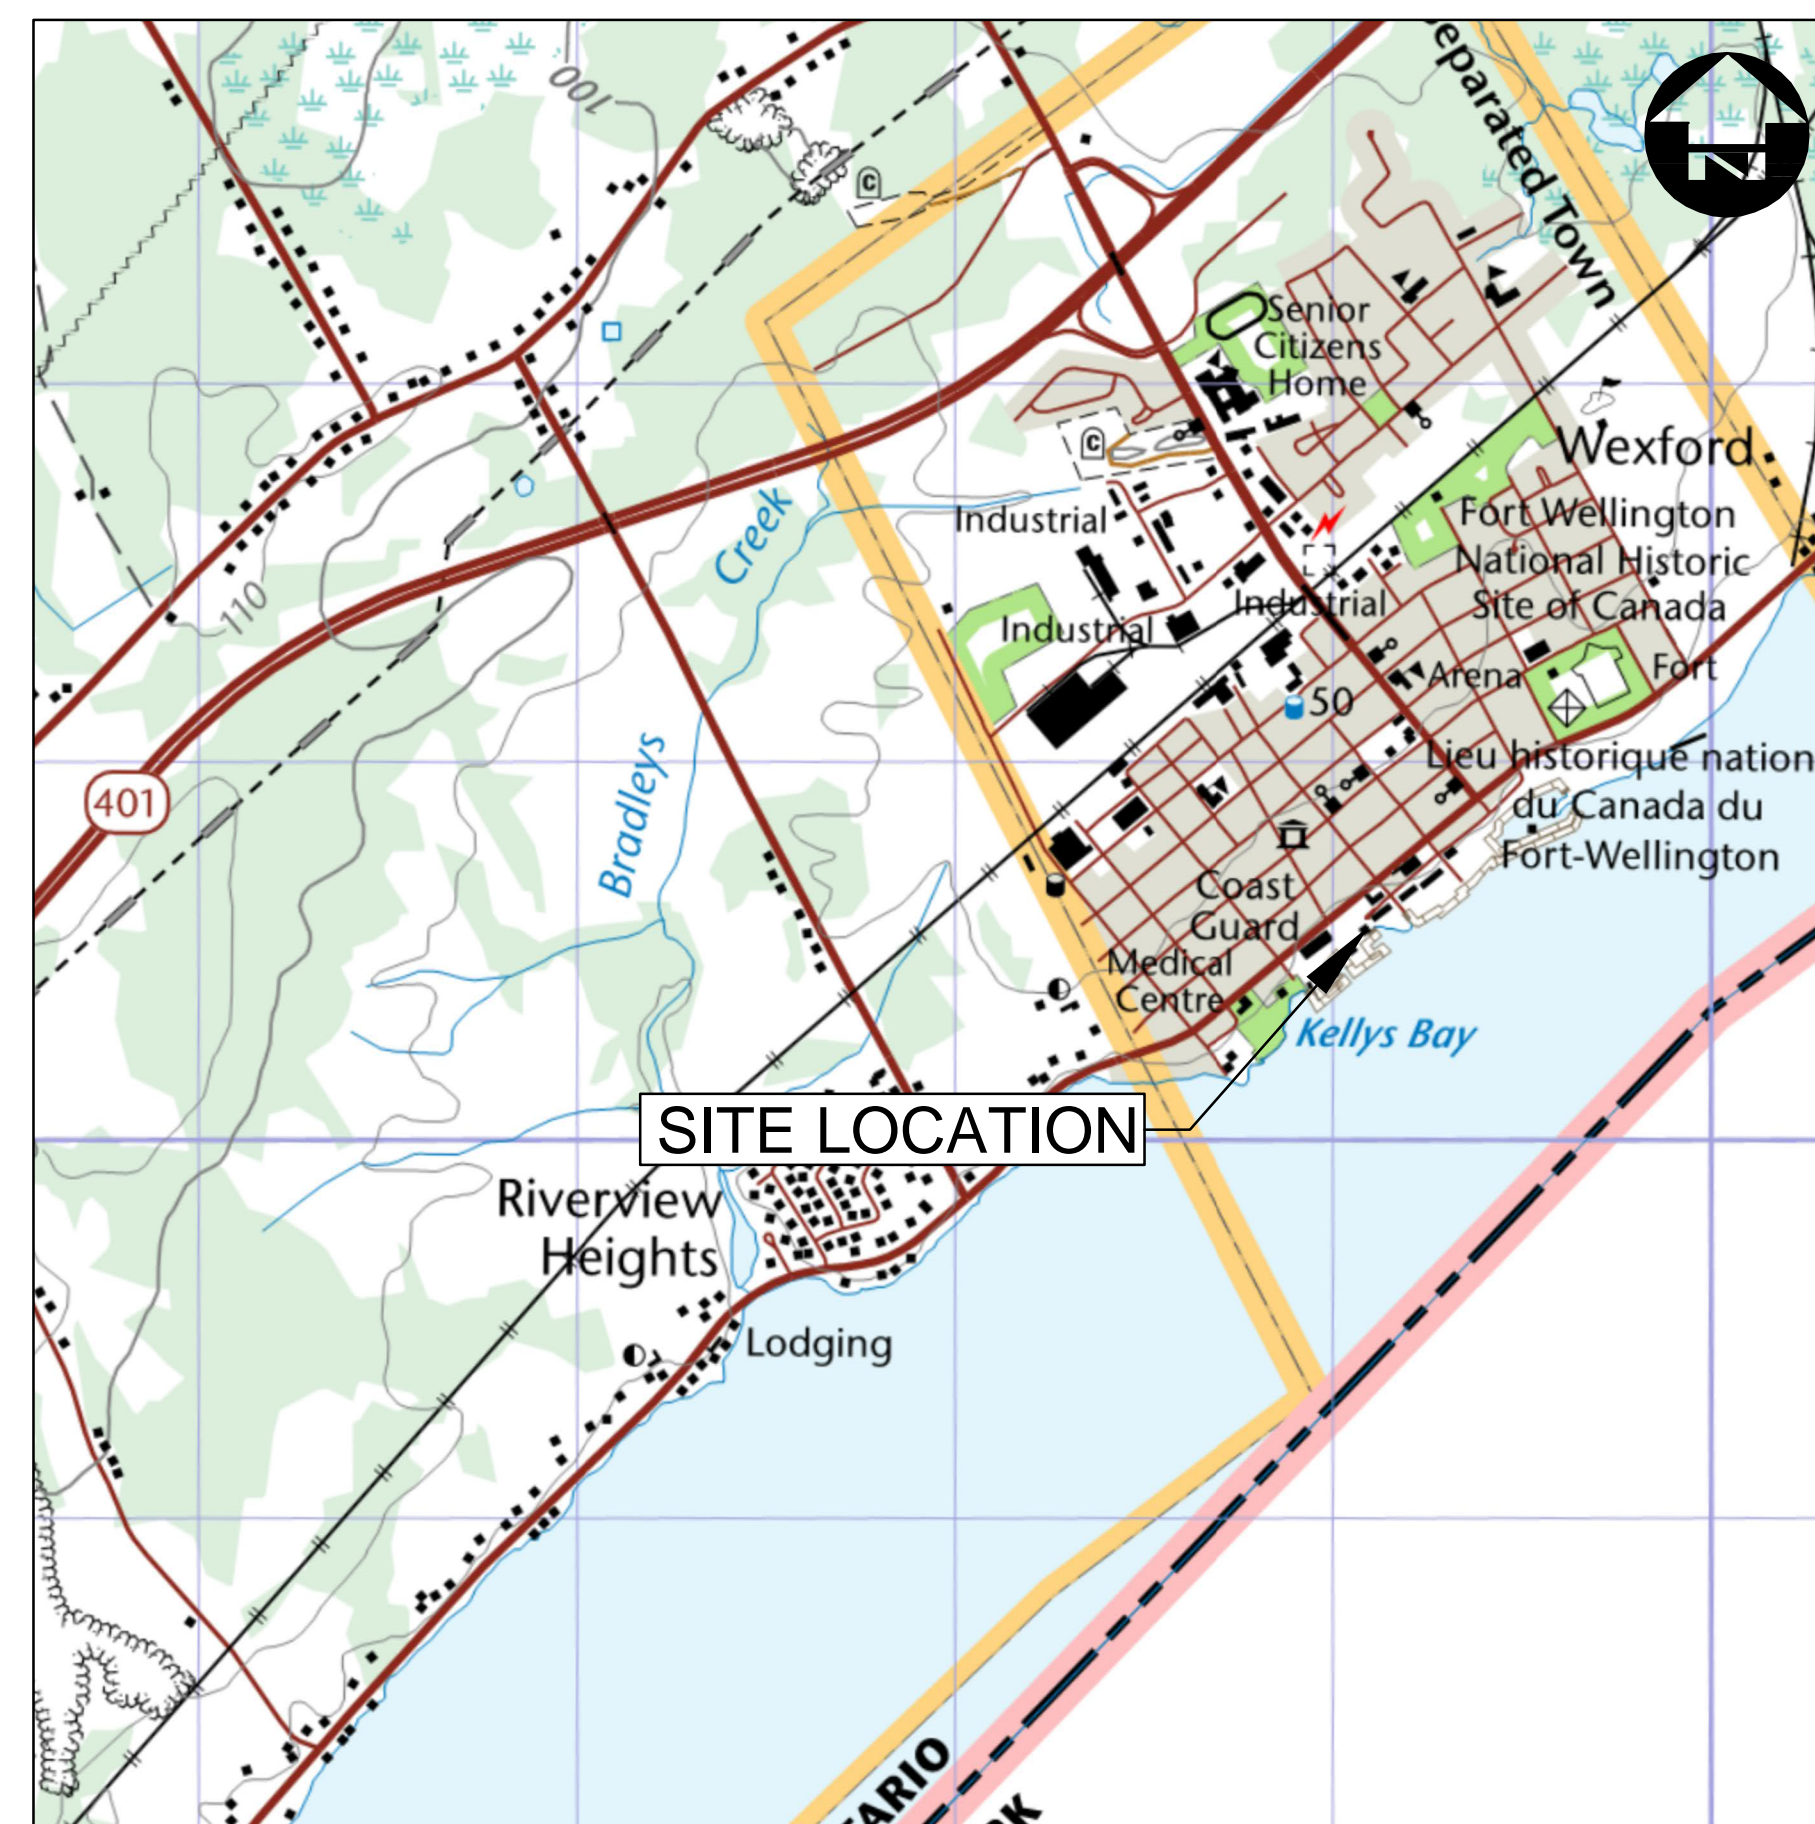 100
Separated Town
N
C
Senior
Citizens
Home
C
Wexford
Industrial
Fort Wellington
National Historic
Site of Canada
Creek
110
Industrial
Industrial
Arena
Fort
50
401
Bradleys
Lieu historique nation
du Canada du
Fort-Wellington
Coast
Guard
Medical
Centre
Kellys Bay
SITE LOCATION
Riverview
Heights
Lodging
TARIO
RK